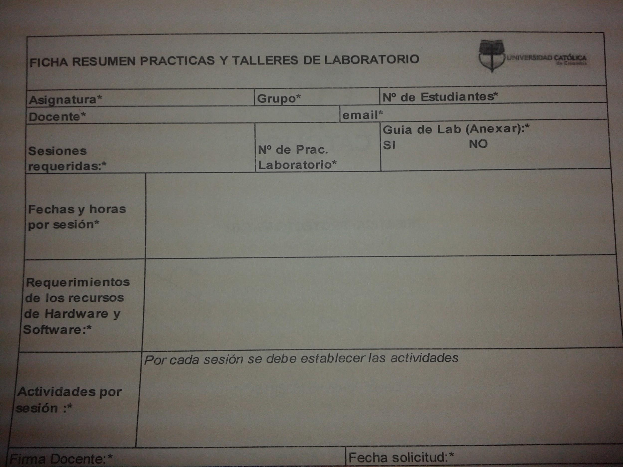 FICHA RESUMEN PRACTICAS Y TALLERES DE LABORATORIO
UNIVERSIDAD CATÓLICA
de Colombia
Asignatura* Grupo* Nº de Estudiantes*
Docente* email*
Sesiones
requeridas:*
Nº de Prac.
Laboratorio*
Guia de Lab (Anexar):*
SI NO
Fechas y horas
por sesión*
Requerimientos
de los recursos
de Hardware y
Software:*
Por cada sesión se debe establecer las actividades
Actividades por
sesión :*
Firma Docente:* Fecha solicitud:*